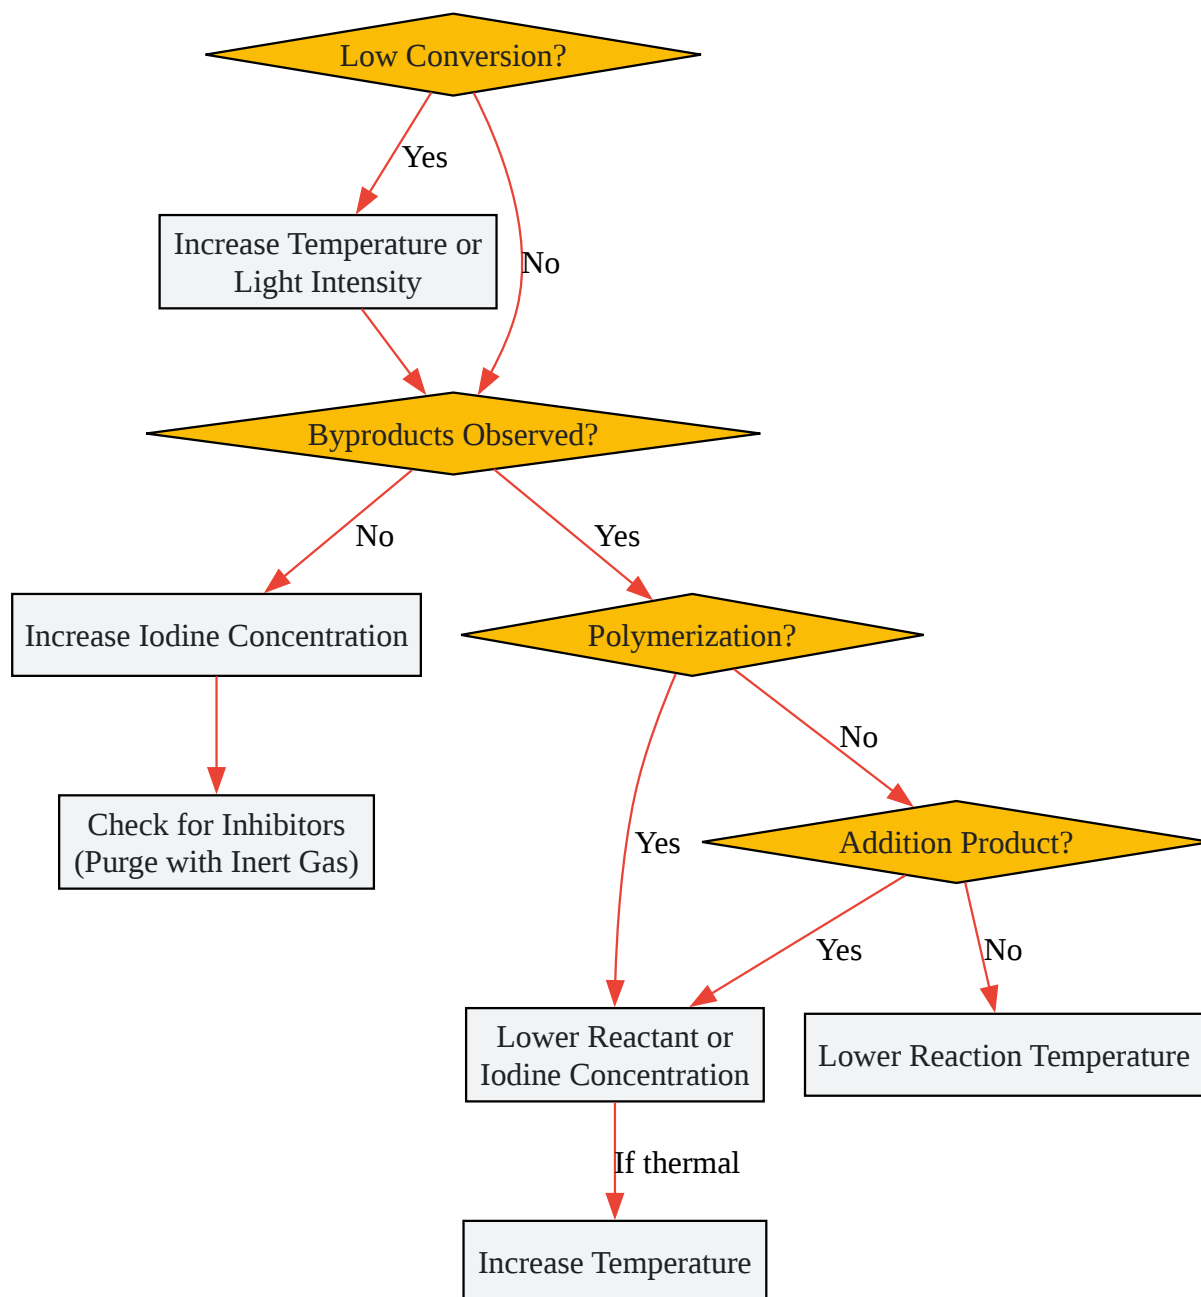 Low Conversion?
Yes
Increase Temperature or
Light Intensity
No
Byproducts Observed?
No
Yes
Increase Iodine Concentration
Polymerization?
No
Check for Inhibitors
(Purge with Inert Gas)
Yes
Addition Product?
Yes
No
Lower Reactant or
Iodine Concentration
Lower Reaction Temperature
If thermal
Increase Temperature